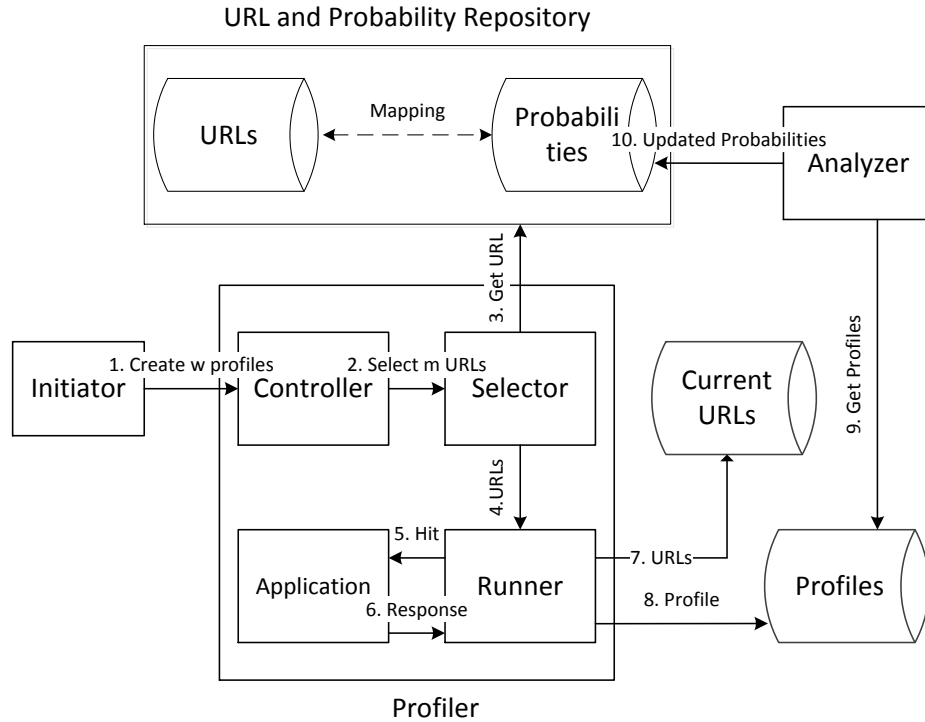 URL and Probability Repository
URLs
Mapping
Probabili
ties
10. Updated Probabilities
Analyzer
3. Get URL
9. Get Profiles
Initiator
1. Create w profiles
Controller
2. Select m URLs
Selector
Current
URLs
4.URLs
Application
5. Hit
6. Response
Runner
7. URLs
8. Profile
Profiles
Profiler